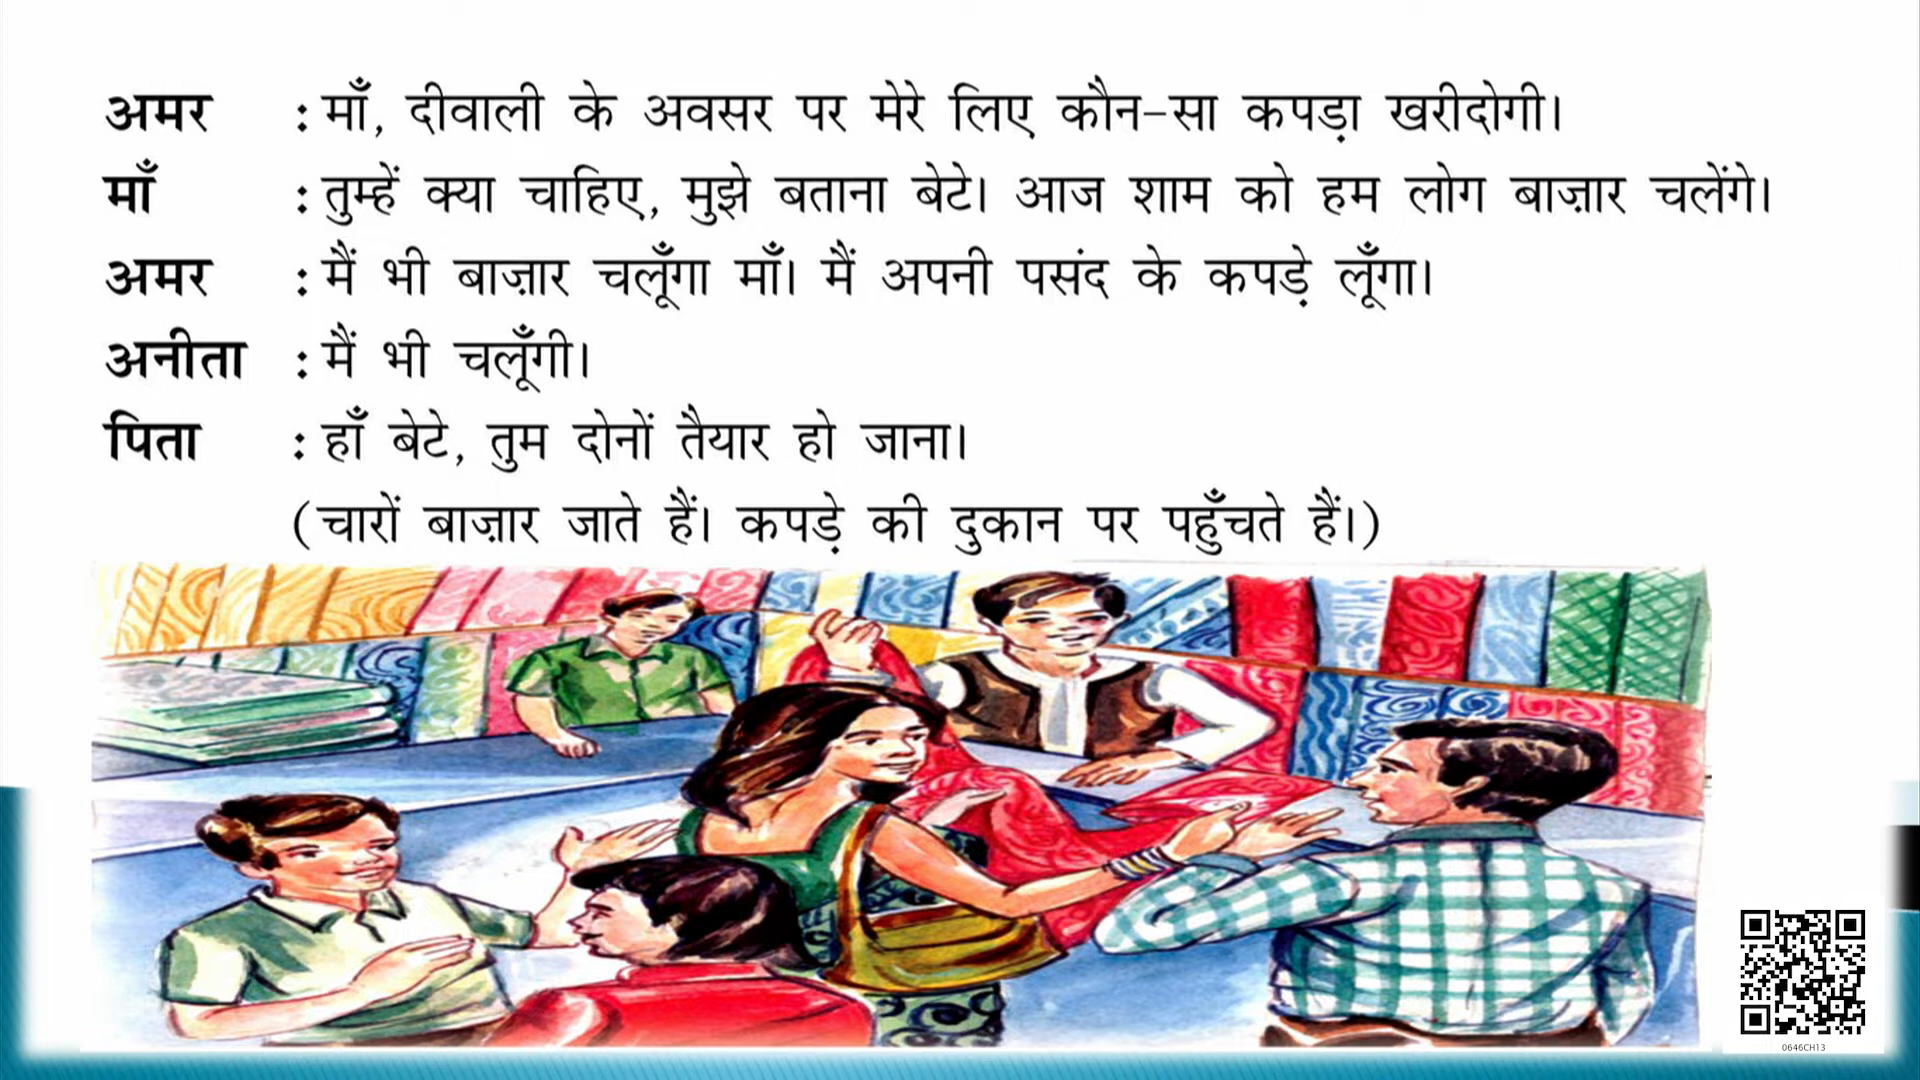 अमर : माँ, दीवाली के अवसर पर मेरे लिए कौन-सा कपड़ा खरीदोगी।
माँ : तुम्हें क्या चाहिए, मुझे बताना बेटे। आज शाम को हम लोग बाज़ार चलेंगे।
अमर : मैं भी बाज़ार चलूँगा माँ। मैं अपनी पसंद के कपड़े लूँगा।
अनीता : मैं भी चलूँगी।
पिता : हाँ बेटे, तुम दोनों तैयार हो जाना।
(चारों बाज़ार जाते हैं। कपड़े की दुकान पर पहुँचते हैं।)
0646CH13